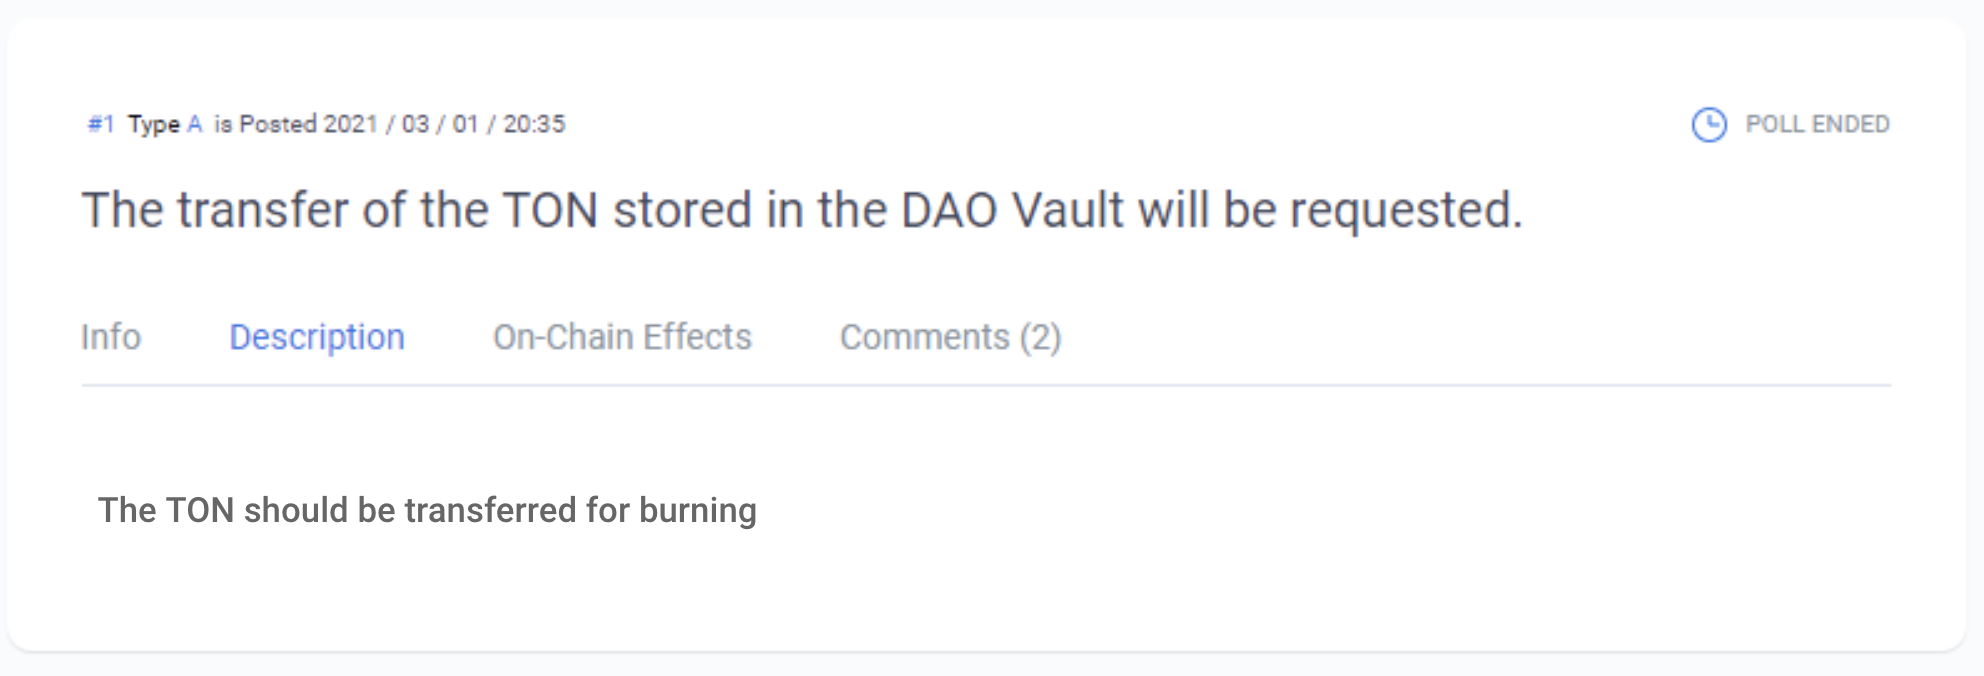 #1 Type A is Posted 2021 / 03 / 01 / 20:35
POLL ENDED
The transfer of the TON stored in the DAO Vault will be requested.
Info Description On-Chain Effects Comments (2)
The TON should be transferred for burning